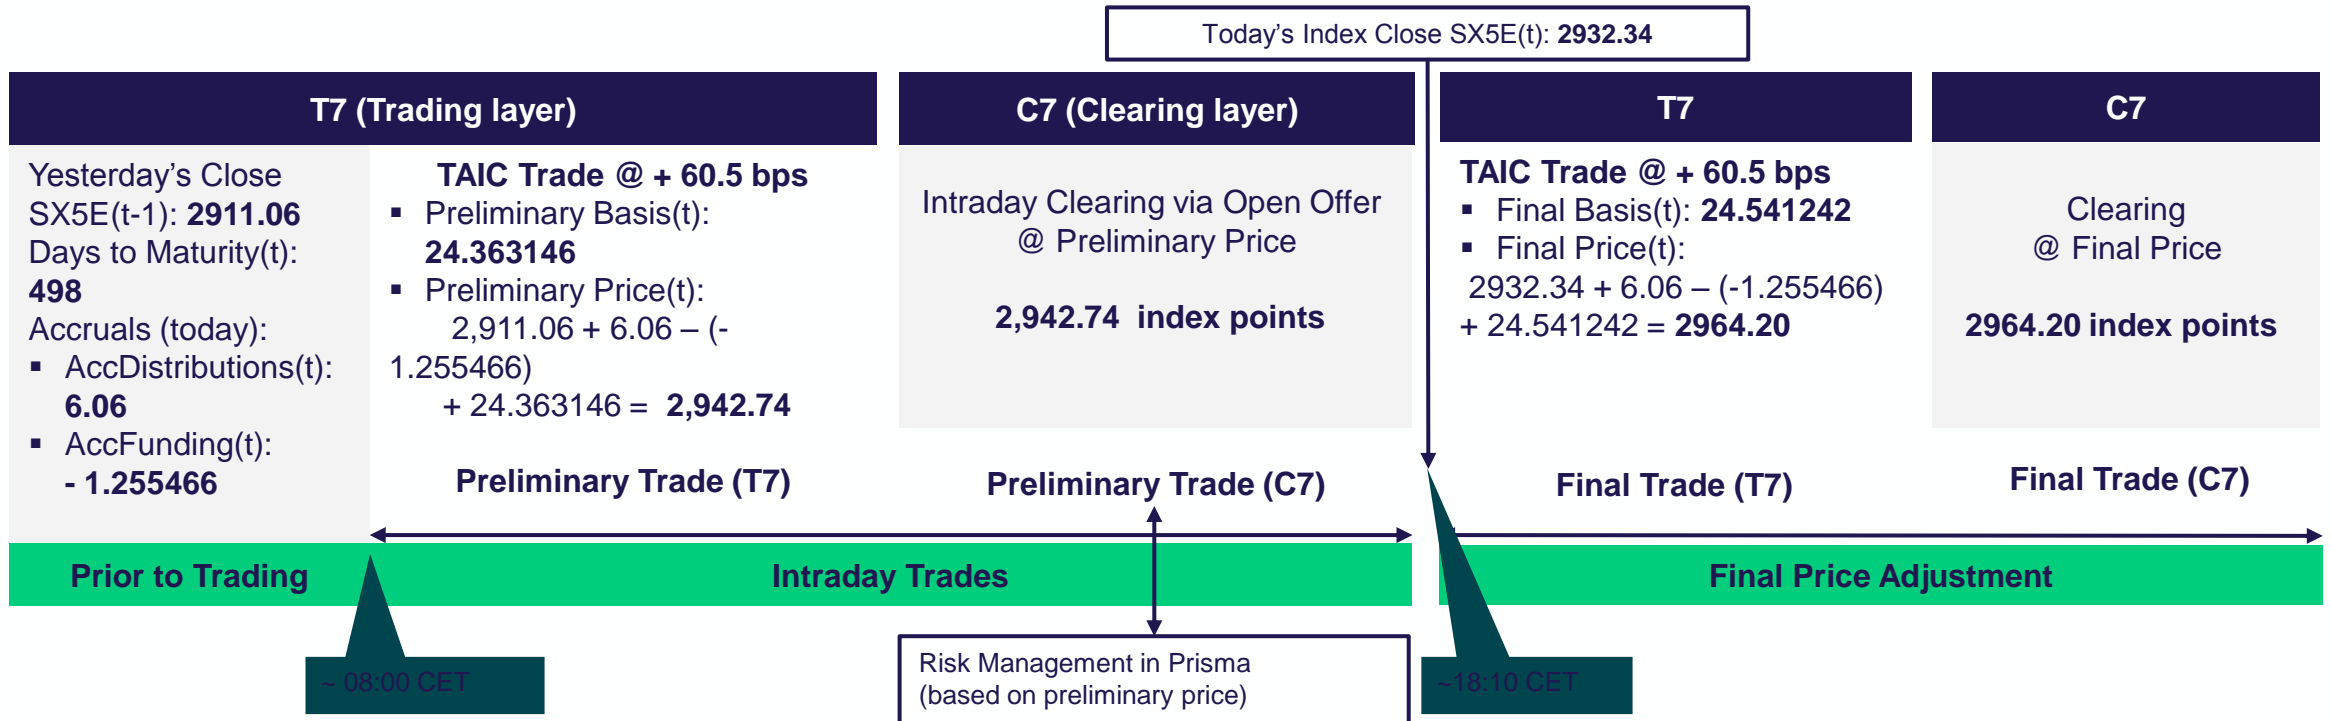 Today's Index Close SX5E(t): 2932.34
T7 (Trading layer)
C7 (Clearing layer)
T7
C7
Yesterday's Close
SX5E(t-1): 2911.06
Days to Maturity(t):
498
Accruals (today):
▪ AccDistributions(t):
6.06
▪ AccFunding(t):
- 1.255466
TAIC Trade @ + 60.5 bps
▪ Preliminary Basis(t):
24.363146
▪ Preliminary Price(t):
2,911.06 + 6.06 – (-
1.255466)
+ 24.363146 = 2,942.74
Preliminary Trade (T7)
Intraday Clearing via Open Offer
@ Preliminary Price
2,942.74 index points
Preliminary Trade (C7)
TAIC Trade @ + 60.5 bps
▪ Final Basis(t): 24.541242
▪ Final Price(t):
2932.34 + 6.06 – (-1.255466)
+ 24.541242 = 2964.20
Final Trade (T7)
Clearing
@ Final Price
2964.20 index points
Final Trade (C7)
Prior to Trading
Intraday Trades
Final Price Adjustment
~ 08:00 CET
Risk Management in Prisma
(based on preliminary price)
~18:10 CET